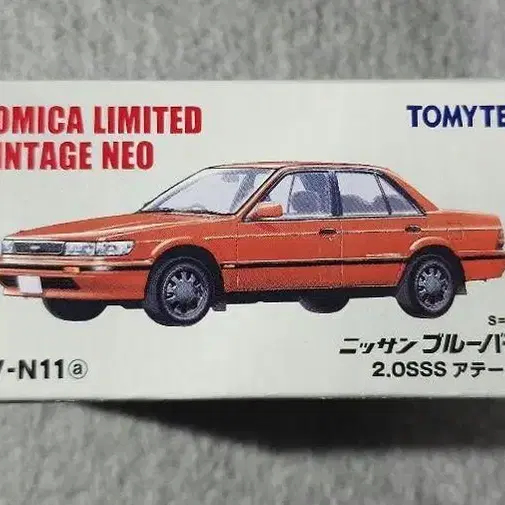 OMICA LIMITED
INTAGE NEO
TOMYTE
S=
ニッサン ブルーバ
V-N11ⓐ
2.0SSS アテー